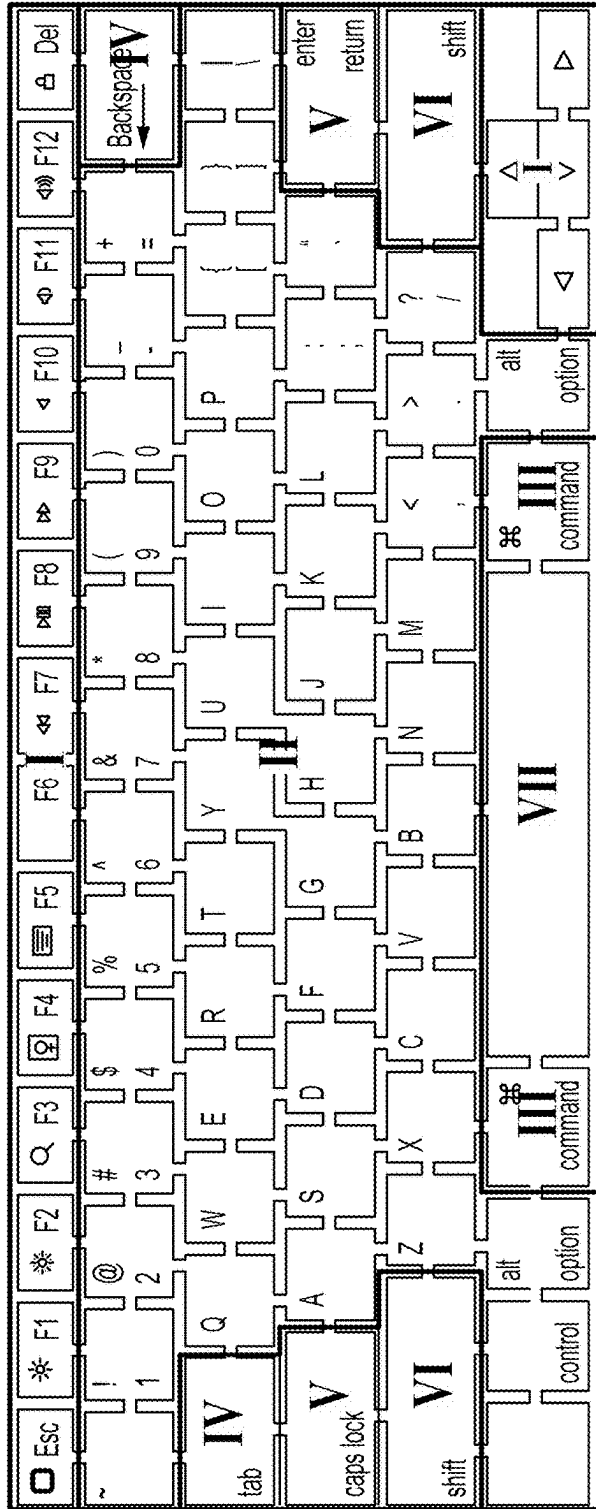 Esc F1 F2 F3 F4 F5 F6 I F7 F8 F9 F10 F11 F12 Del
~ ! @ # $ % ^ & * ( ) _ + Backspace
1 2 3 4 5 6 7 8 9 0 - = ← IV
IV Q W E R T Y U I O P { } |
tab [ ] \
II
V A S D F G H J K L : " V enter
caps lock ; ' return
VI Z X C V B N M < > ? VI
shift , . / shift
alt ⌘ III VII ⌘ III alt I
control option command command option